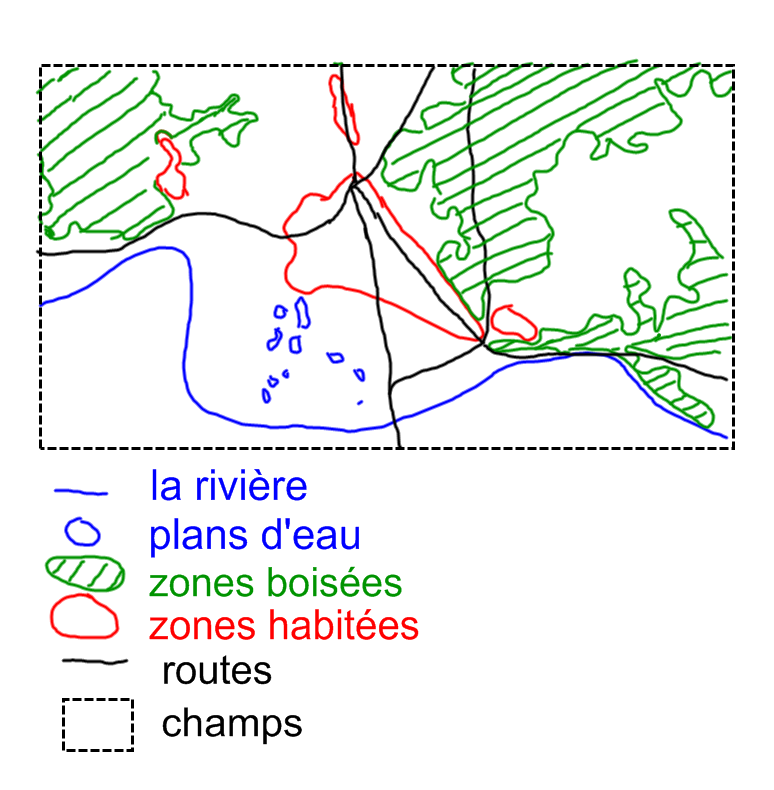 la rivière
plans d'eau
zones boisées
zones habitées
routes
champs